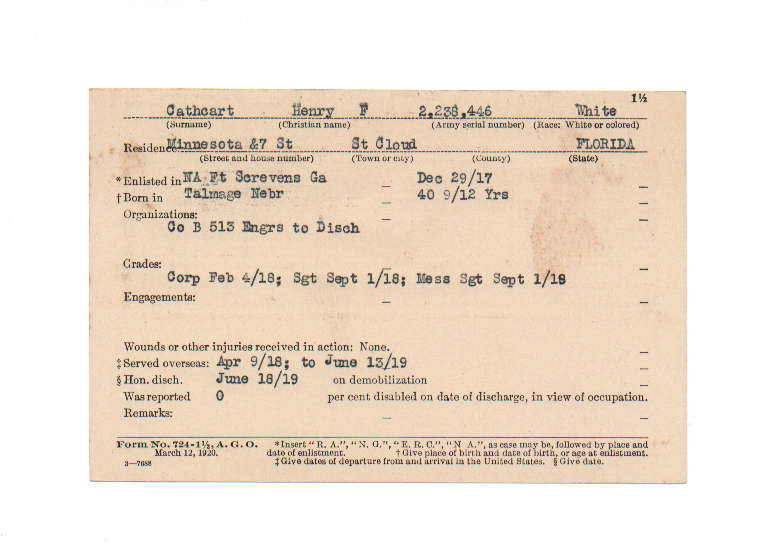 1½
Cathcart Henry F 2,238,446 White
(Surname) (Christian name) (Army serial number) (Race: White or colored)
Residence Minnesota &7 St St Cloud FLORIDA
(Street and house number) (Town or city) (County) (State)
*Enlisted in NA Ft Screvens Ga Dec 29/17
†Born in Talmage Nebr 40 9/12 Yrs
Organizations:
Co B 513 Engrs to Disch
Grades:
Corp Feb 4/18; Sgt Sept 1/18; Mess Sgt Sept 1/18
Engagements:
Wounds or other injuries received in action: None.
‡Served overseas: Apr 9/18; to June 13/19
§Hon. disch. June 18/19 on demobilization
Was reported 0 per cent disabled on date of discharge, in view of occupation.
Remarks:
Form No. 724-1½, A. G. O. *Insert "R. A.", "N. G.", "E. R. C.", "N A.", as case may be, followed by place and
March 12, 1920. date of enlistment. †Give place of birth and date of birth, or age at enlistment.
3—7688 ‡Give dates of departure from and arrival in the United States. §Give date.